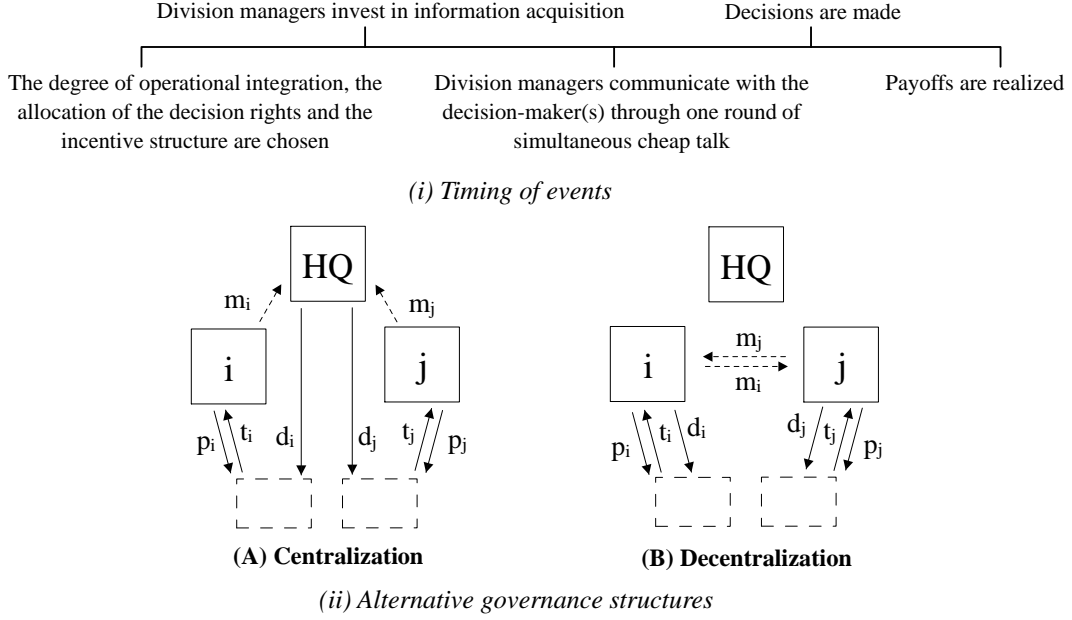 Division managers invest in information acquisition
Decisions are made
The degree of operational integration, the
allocation of the decision rights and the
incentive structure are chosen
Division managers communicate with the
decision-maker(s) through one round of
simultaneous cheap talk
Payoffs are realized
(i) Timing of events
HQ
HQ
mi
mj
i
j
i
j
mj
mi
pi
ti
di
dj
tj
pj
pi
ti
di
dj
tj
pj
(A) Centralization
(B) Decentralization
(ii) Alternative governance structures